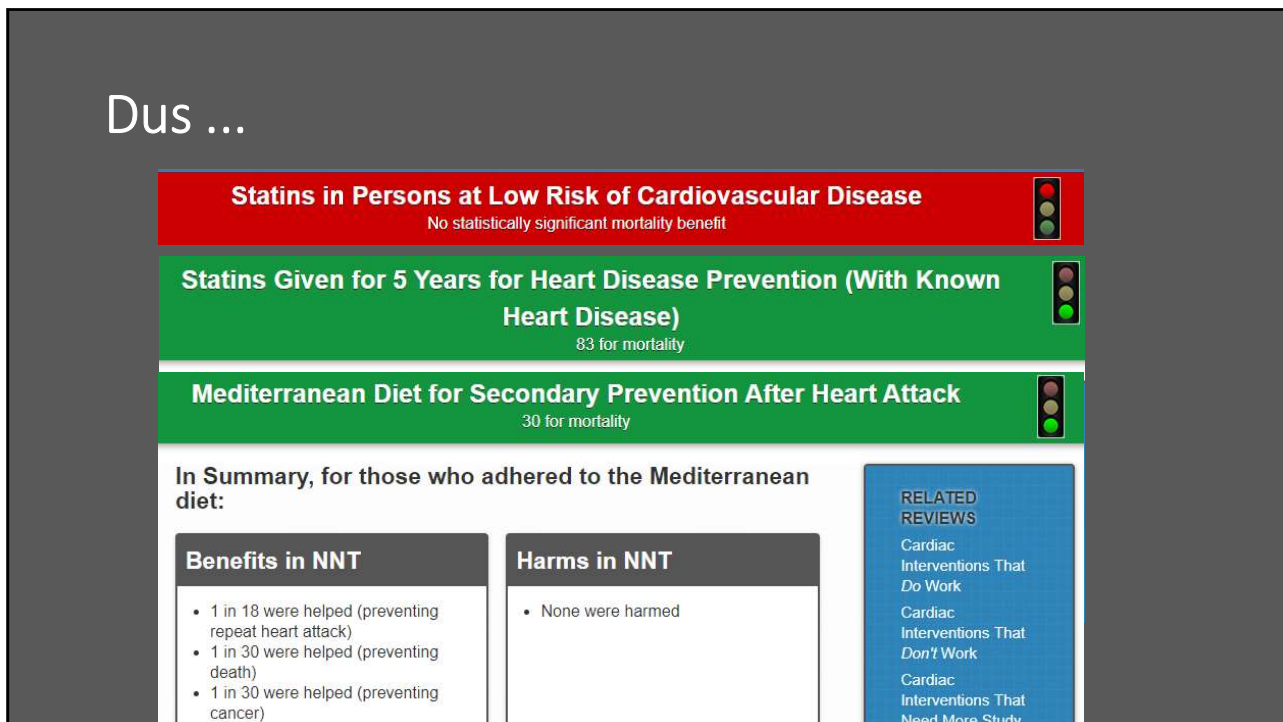 Dus ...
Statins in Persons at Low Risk of Cardiovascular Disease
No statistically significant mortality benefit
Statins Given for 5 Years for Heart Disease Prevention (With Known
Heart Disease)
83 for mortality
Mediterranean Diet for Secondary Prevention After Heart Attack
30 for mortality
In Summary, for those who adhered to the Mediterranean
diet:
Benefits in NNT
• 1 in 18 were helped (preventing
repeat heart attack)
• 1 in 30 were helped (preventing
death)
• 1 in 30 were helped (preventing
cancer)
Harms in NNT
• None were harmed
RELATED
REVIEWS
Cardiac
Interventions That
Do Work
Cardiac
Interventions That
Don't Work
Cardiac
Interventions That
Need More Study